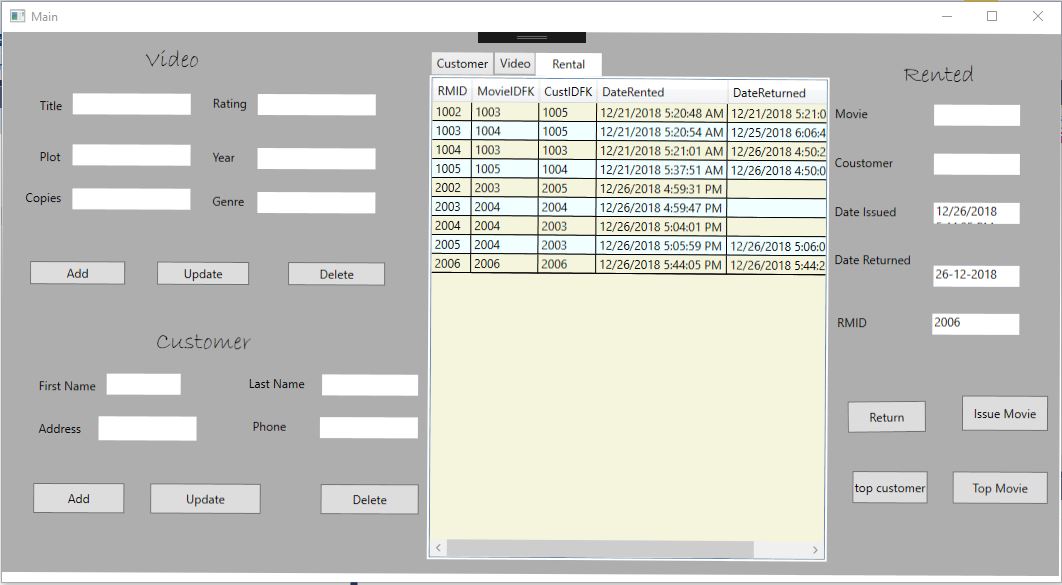 Main
Video
Title
Rating
Plot
Year
Copies
Genre
Add Update Delete
Customer
First Name
Last Name
Address
Phone
Add Update Delete
Customer Video Rental
RMID MovieIDFK CustIDFK DateRented DateReturned
1002 1003 1005 12/21/2018 5:20:48 AM 12/21/2018 5:21:0
1003 1004 1005 12/21/2018 5:20:54 AM 12/25/2018 6:06:4
1004 1003 1003 12/21/2018 5:21:01 AM 12/26/2018 4:50:2
1005 1005 1004 12/21/2018 5:37:51 AM 12/26/2018 4:50:0
2002 2003 2005 12/26/2018 4:59:31 PM
2003 2004 2004 12/26/2018 4:59:47 PM
2004 2004 2003 12/26/2018 5:04:01 PM
2005 2004 2003 12/26/2018 5:05:59 PM 12/26/2018 5:06:0
2006 2006 2006 12/26/2018 5:44:05 PM 12/26/2018 5:44:2
Rented
Movie
Coustomer
Date Issued 12/26/2018
Date Returned 26-12-2018
RMID 2006
Return Issue Movie
top customer Top Movie